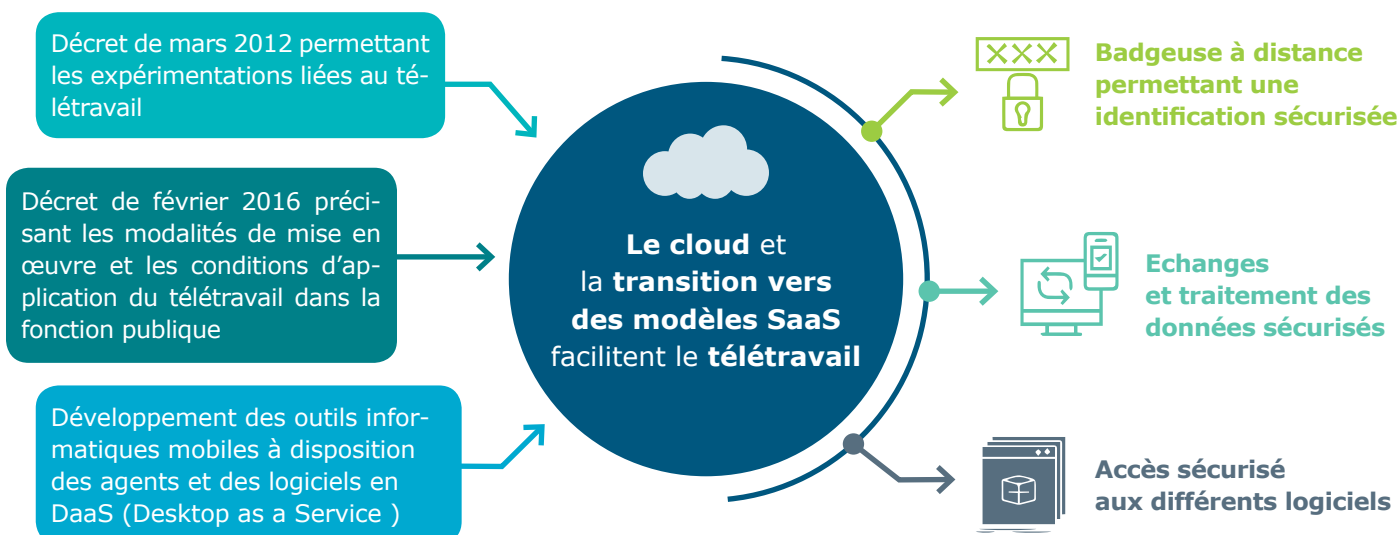 Décret de mars 2012 permettant
les expérimentations liées au té-
létravail
Décret de février 2016 préci-
sant les modalités de mise en
œuvre et les conditions d'ap-
plication du télétravail dans la
fonction publique
Développement des outils infor-
matiques mobiles à disposition
des agents et des logiciels en
DaaS (Desktop as a Service )
Le cloud et
la transition vers
des modèles SaaS
facilitent le télétravail
Badgeuse à distance
permettant une
identification sécurisée
Echanges
et traitement des
données sécurisés
Accès sécurisé
aux différents logiciels